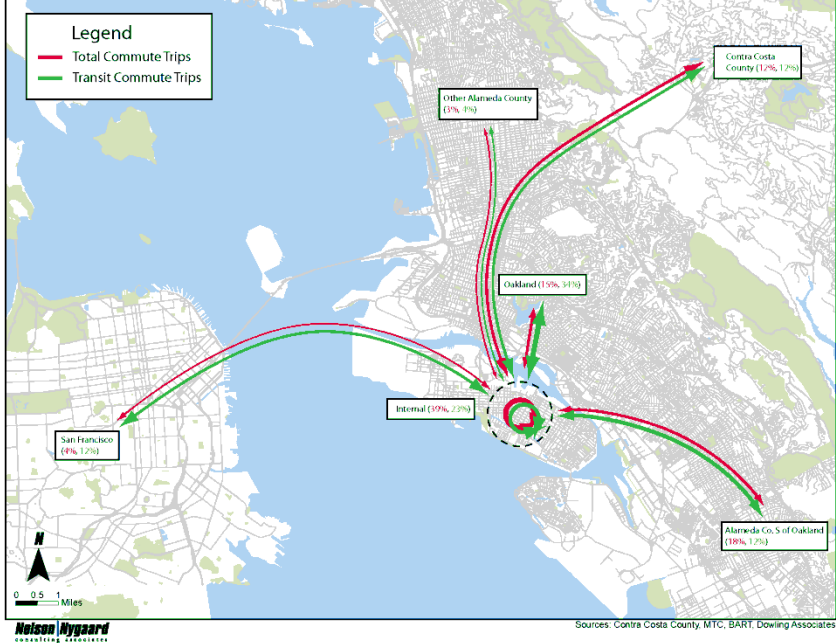 Legend
Total Commute Trips
Transit Commute Trips
Contra Costa
County (12%, 12%)
Other Alameda County
(3%, 4%)
Oakland (15%, 34%)
Internal (39%, 23%)
San Francisco
(4%, 12%)
Alameda Co, S of Oakland
(18%, 12%)
N
0 0.5 1
Miles
Nelson|Nygaard
consulting associates
Sources: Contra Costa County, MTC, BART, Dowling Associates